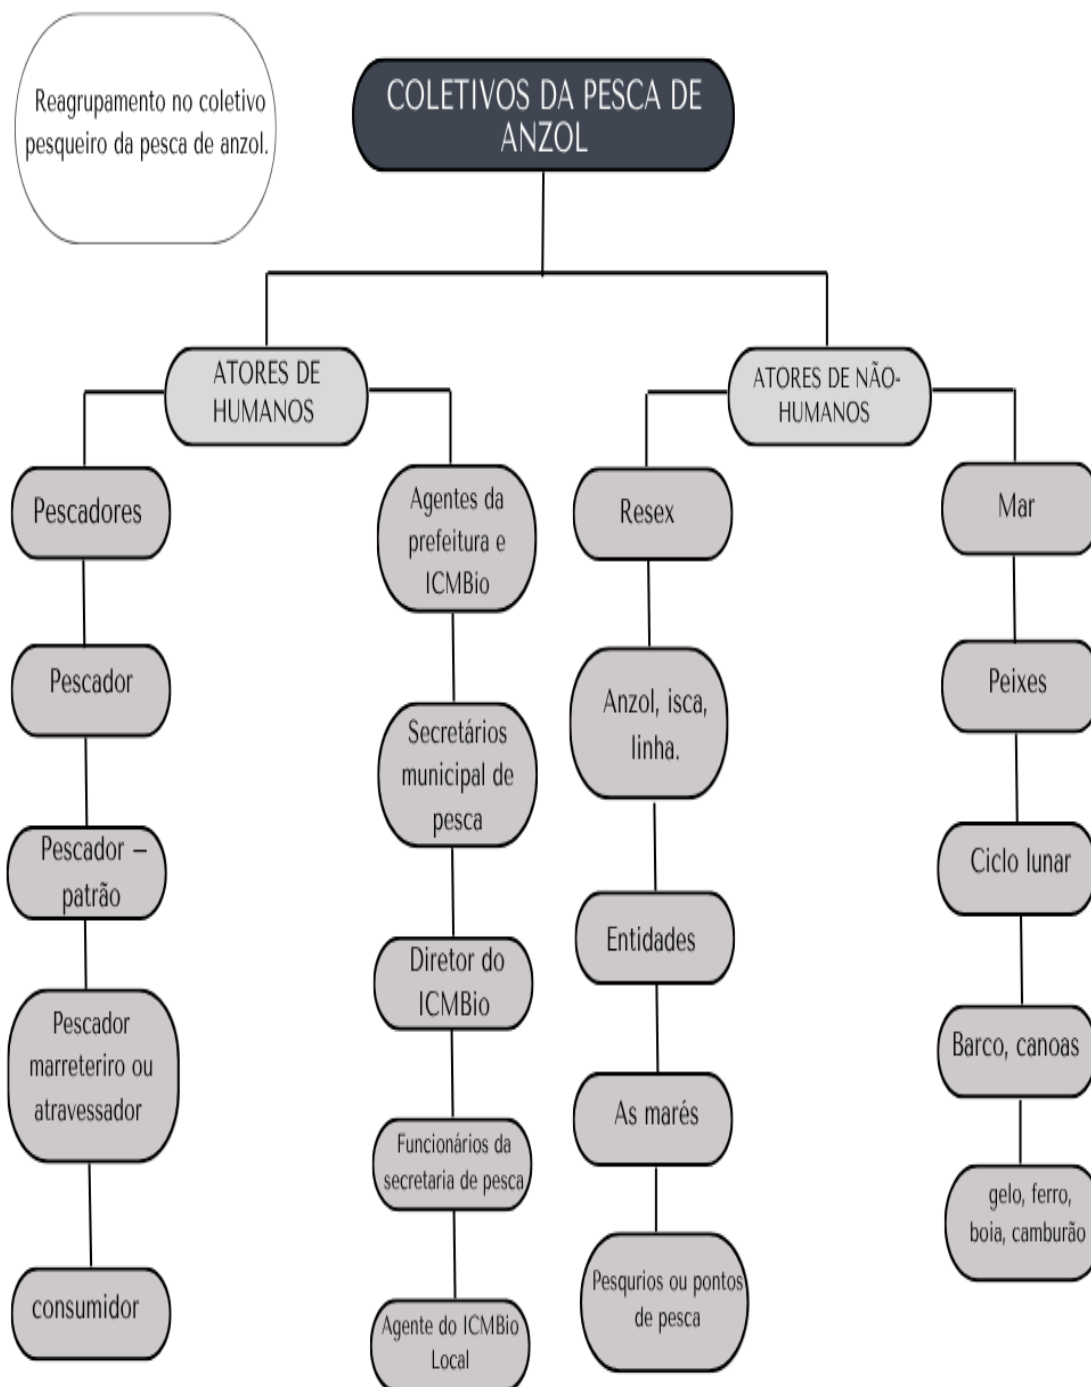 Reagrupamento no coletivo
pesqueiro da pesca de anzol.
COLETIVOS DA PESCA DE
ANZOL
ATORES DE
HUMANOS
ATORES DE NÃO-
HUMANOS
Pescadores
Pescador
Pescador –
patrão
Pescador
marreteriro ou
atravessador
consumidor
Agentes da
prefeitura e
ICMBio
Secretários
municipal de
pesca
Diretor do
ICMBio
Funcionários da
secretaria de pesca
Agente do ICMBio
Local
Resex
Anzol, isca,
linha.
Entidades
As marés
Pesqurios ou pontos
de pesca
Mar
Peixes
Ciclo lunar
Barco, canoas
gelo, ferro,
boia, camburão